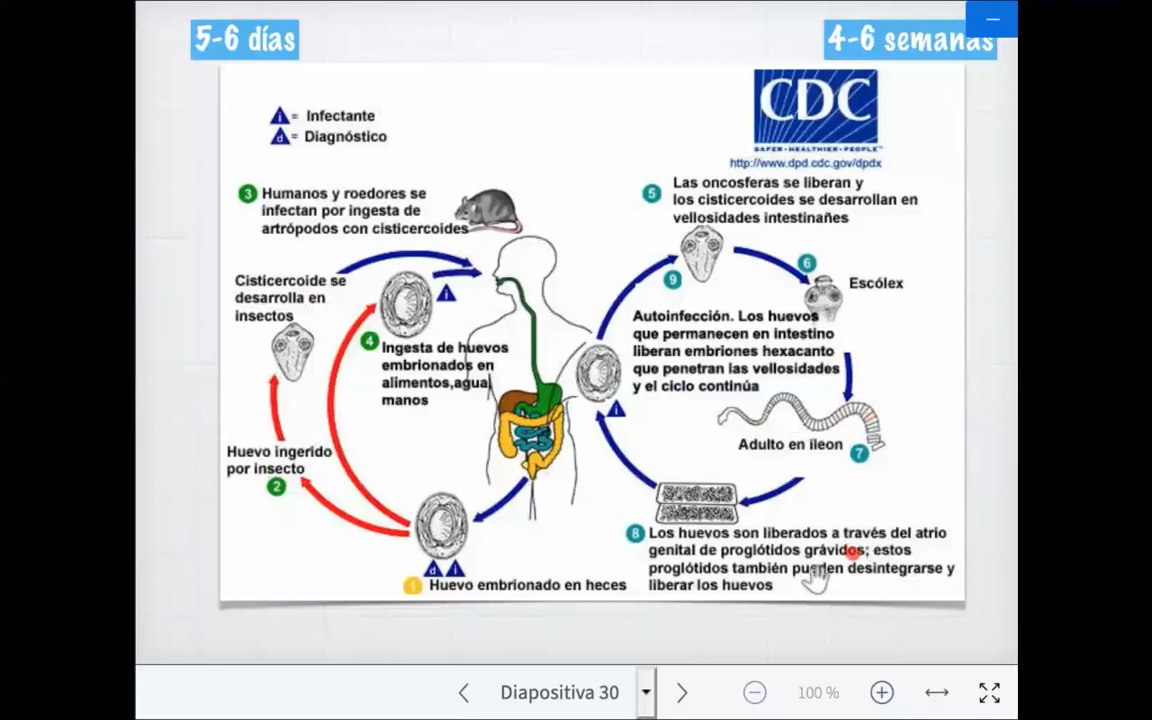 5-6 días
4-6 semanas
CDC
SAFER • HEALTHIER • PEOPLE™
http://www.dpd.cdc.gov/dpdx
i = Infectante
d = Diagnóstico
3 Humanos y roedores se
infectan por ingesta de
artrópodos con cisticercoides
5 Las oncosferas se liberan y
los cisticercoides se desarrollan en
vellosidades intestinañes
Cisticercoide se
desarrolla en
insectos
i
4 Ingesta de huevos
embrionados en
alimentos,agua,
manos
9
6
Escólex
Autoinfección. Los huevos
que permanecen en intestino
liberan embriones hexacanto
que penetran las vellosidades
y el ciclo continúa
i
Adulto en íleon 7
Huevo ingerido
por insecto
2
8 Los huevos son liberados a través del atrio
genital de proglótidos grávidos; estos
proglótidos también pueden desintegrarse y
liberar los huevos
d i
1 Huevo embrionado en heces
Diapositiva 30
100 %